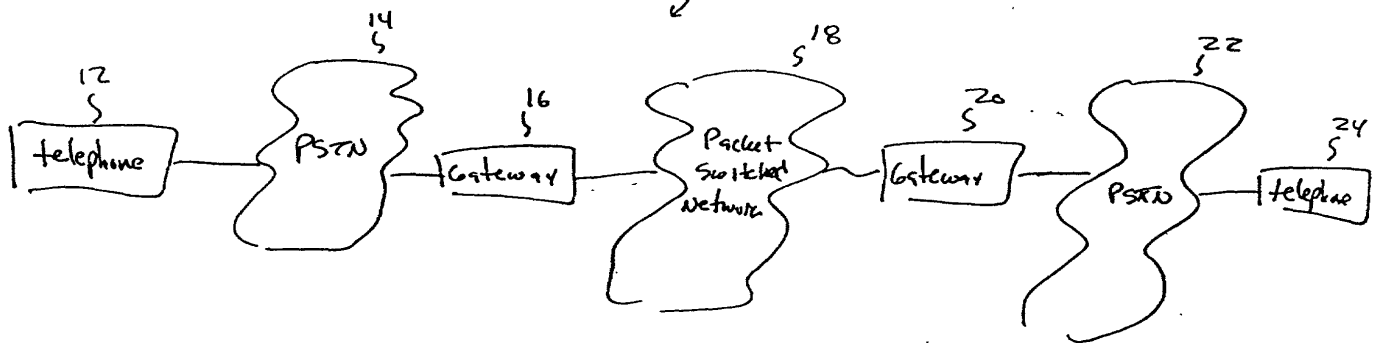 14
18
22
12
16
20
24
telephone
PSTN
Gateway
Packet
Switched
Network
Gateway
PSTN
telephone